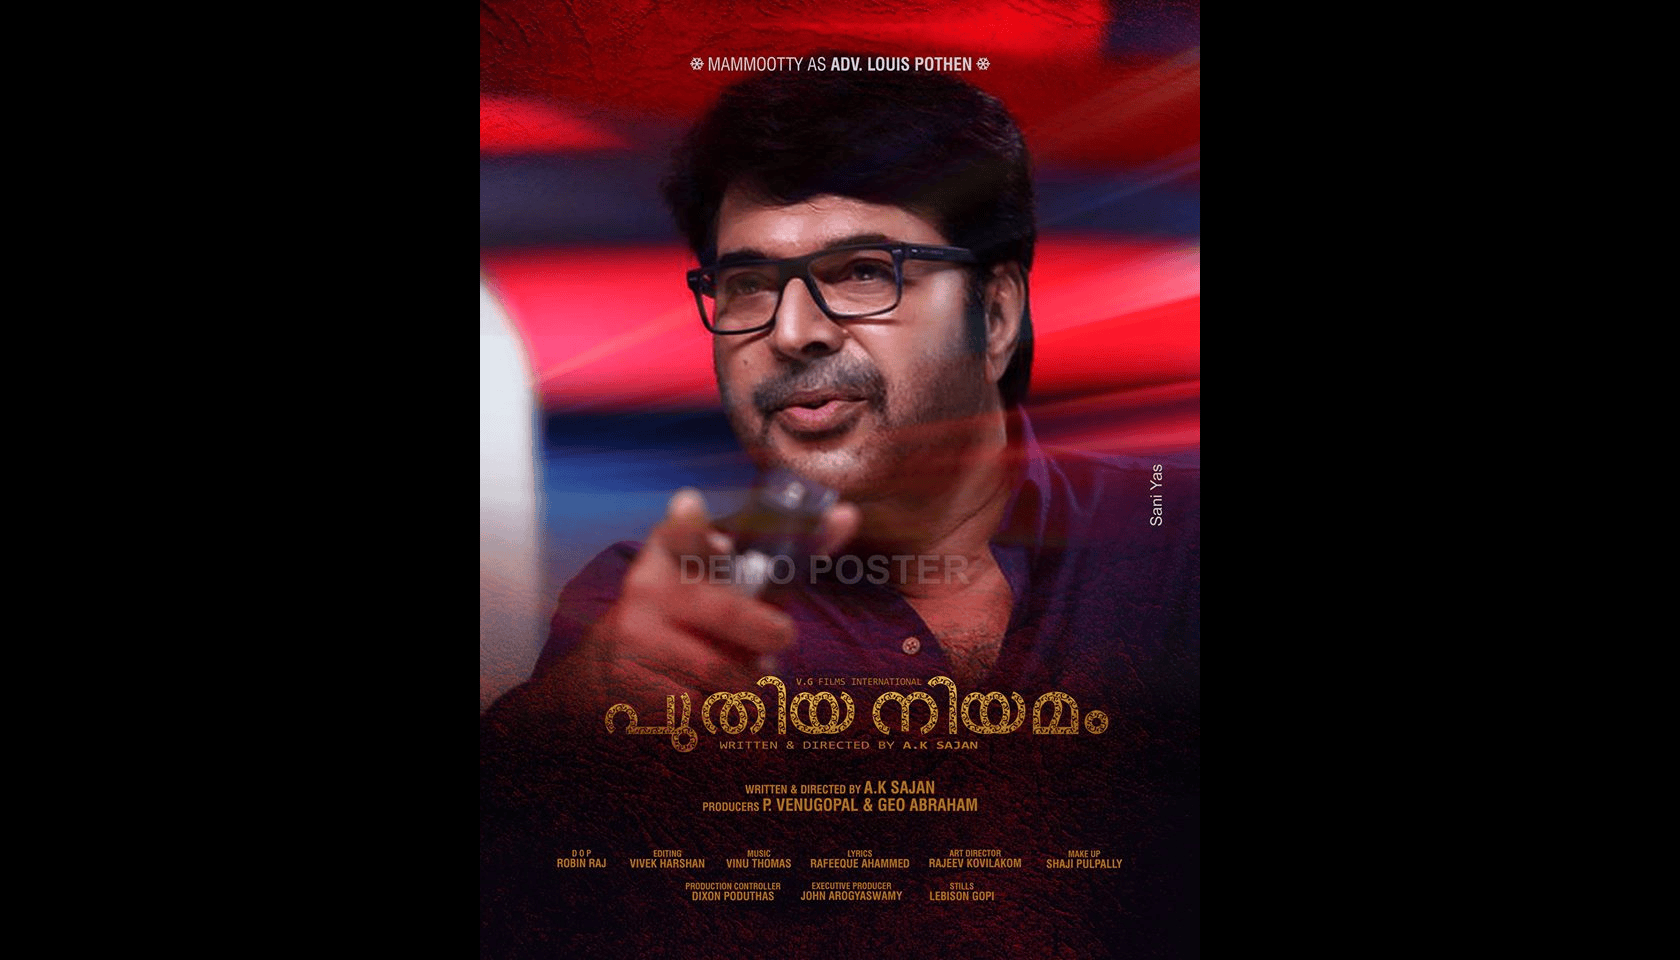 MAMMOOTTY AS ADV. LOUIS POTHEN
Sani Yas
DEMO POSTER
V.G FILMS INTERNATIONAL
പുതിയ നിയമം
WRITTEN & DIRECTED BY A.K SAJAN
WRITTEN & DIRECTED BY A.K SAJAN
PRODUCERS P. VENUGOPAL & GEO ABRAHAM
D O P EDITING MUSIC LYRICS ART DIRECTOR MAKE UP
ROBIN RAJ VIVEK HARSHAN VINU THOMAS RAFEEQUE AHAMMED RAJEEV KOVILAKOM SHAJI PULPALLY
PRODUCTION CONTROLLER EXECUTIVE PRODUCER STILLS
DIXON PODUTHAS JOHN AROGYASWAMY LEBISON GOPI